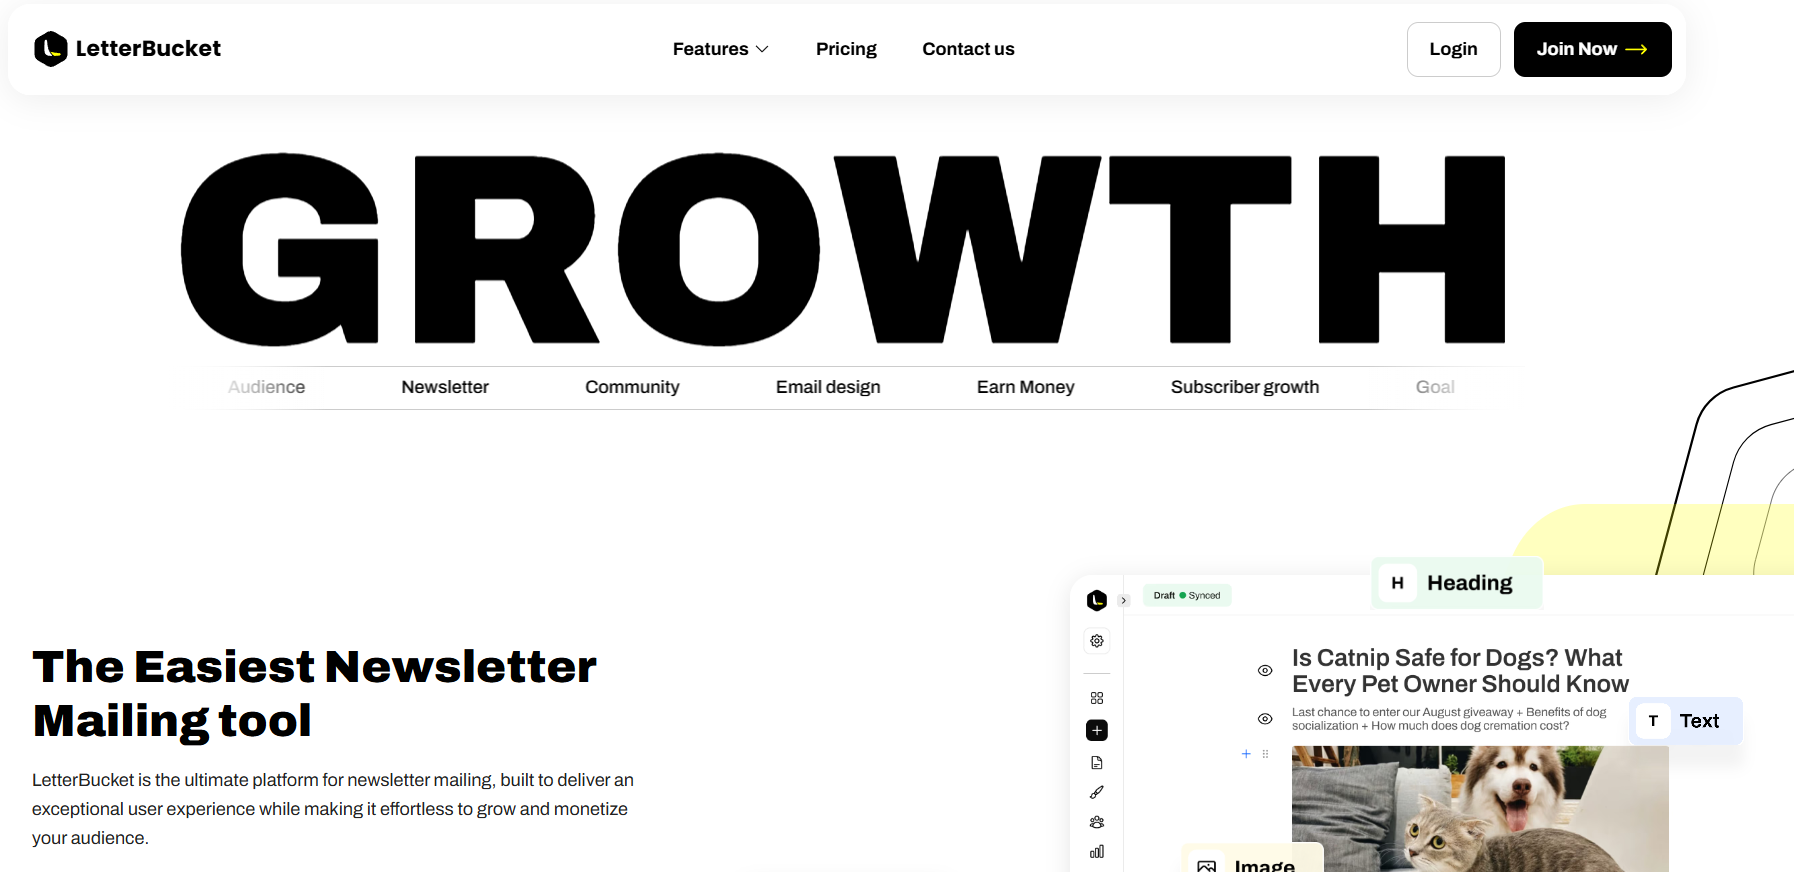 LetterBucket
Features
Pricing
Contact us
Login
Join Now
GROWTH
Audience
Newsletter
Community
Email design
Earn Money
Subscriber growth
Goal
The Easiest Newsletter
Mailing tool
LetterBucket is the ultimate platform for newsletter mailing, built to deliver an
exceptional user experience while making it effortless to grow and monetize
your audience.
Draft
Synced
H
Heading
Is Catnip Safe for Dogs? What
Every Pet Owner Should Know
Last chance to enter our August giveaway + Benefits of dog
socialization + How much does dog cremation cost?
T
Text
Image